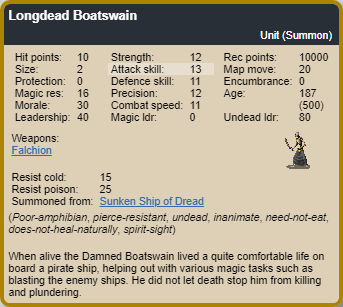 Longdead Boatswain
Unit (Summon)
Hit points: 10 Strength: 12 Rec points: 10000
Size: 2 Attack skill: 13 Map move: 20
Protection: 0 Defence skill: 11 Encumbrance: 0
Magic res: 16 Precision: 12 Age: 187
Morale: 30 Combat speed: 11 (500)
Leadership: 40 Magic ldr: 0 Undead ldr: 80
Weapons:
Falchion
Resist cold: 15
Resist poison: 25
Summoned from: Sunken Ship of Dread
(Poor-amphibian, pierce-resistant, undead, inanimate, need-not-eat,
does-not-heal-naturally, spirit-sight)
When alive the Damned Boatswain lived a quite comfortable life on
board a pirate ship, helping out with various magic tasks such as
blasting the enemy ships. He did not let death stop him from killing
and plundering.